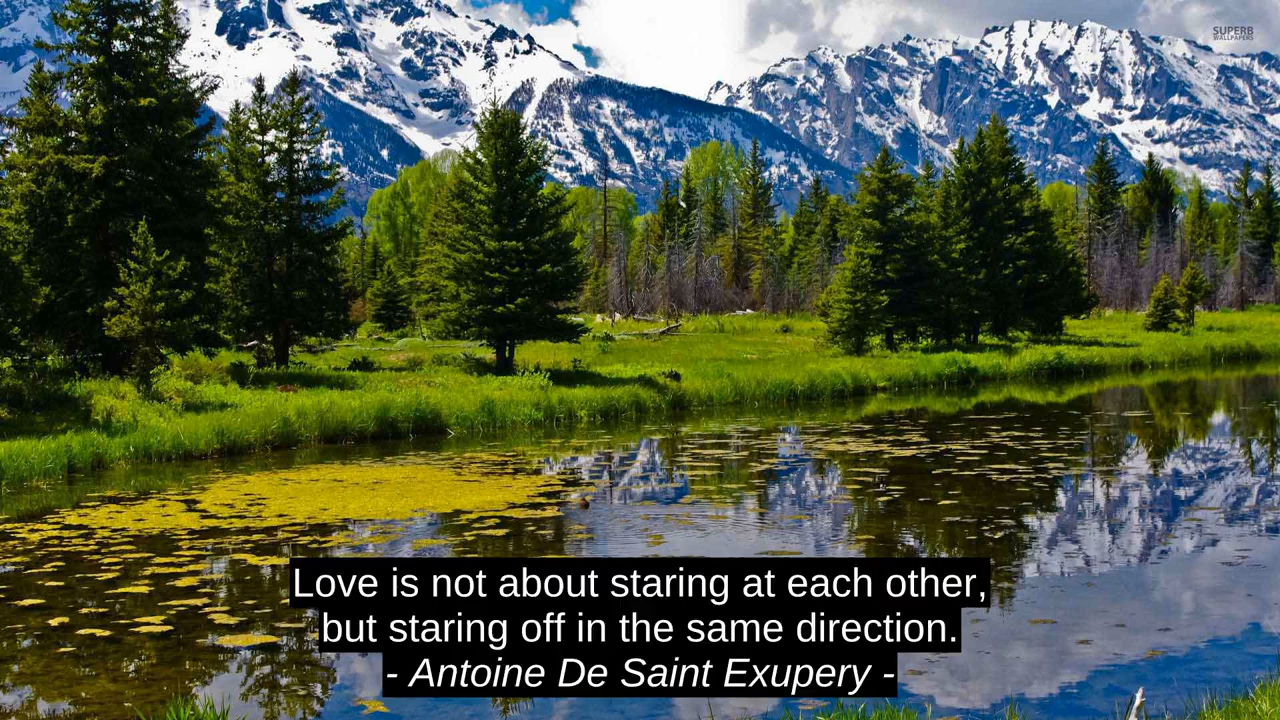 SUPERB
WALLPAPERS
Love is not about staring at each other,
but staring off in the same direction.
- Antoine De Saint Exupery -